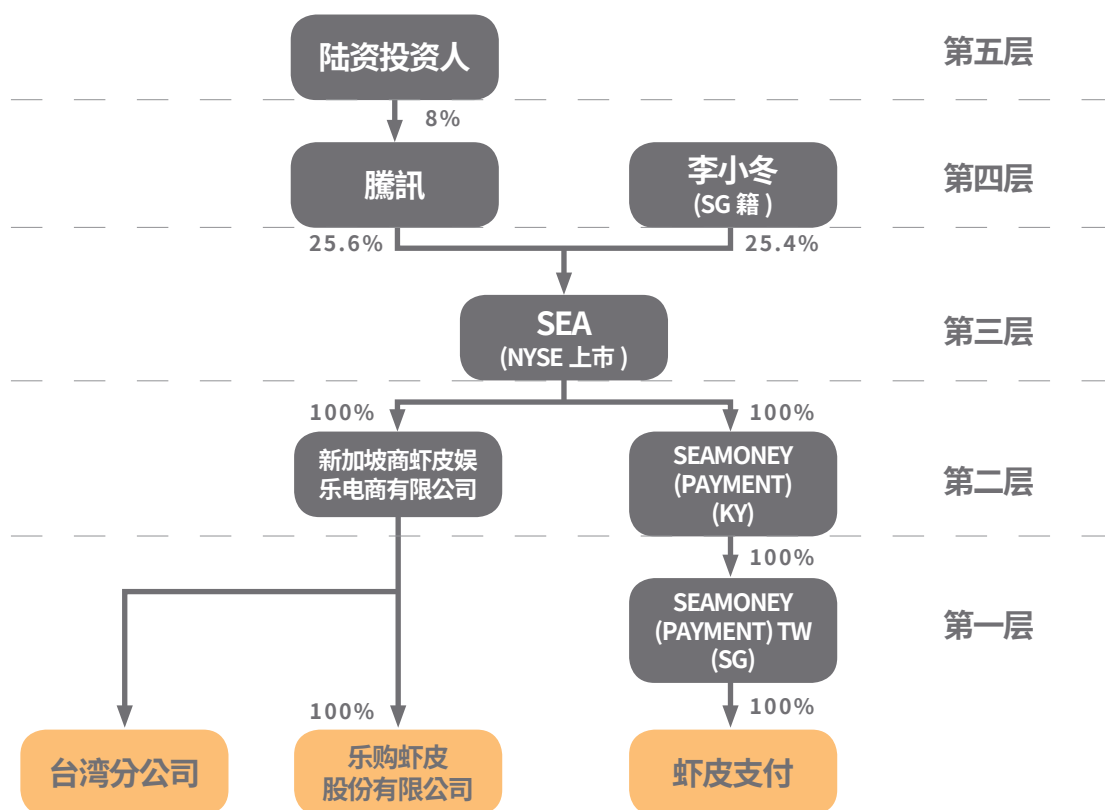 陆资投资人
第五层
8%
騰訊
李小冬
(SG 籍 )
第四层
25.6%
25.4%
SEA
(NYSE 上市 )
第三层
100%
100%
新加坡商虾皮娱
乐电商有限公司
SEAMONEY
(PAYMENT)
(KY)
第二层
100%
SEAMONEY
(PAYMENT) TW
(SG)
第一层
100%
100%
台湾分公司
乐购虾皮
股份有限公司
虾皮支付